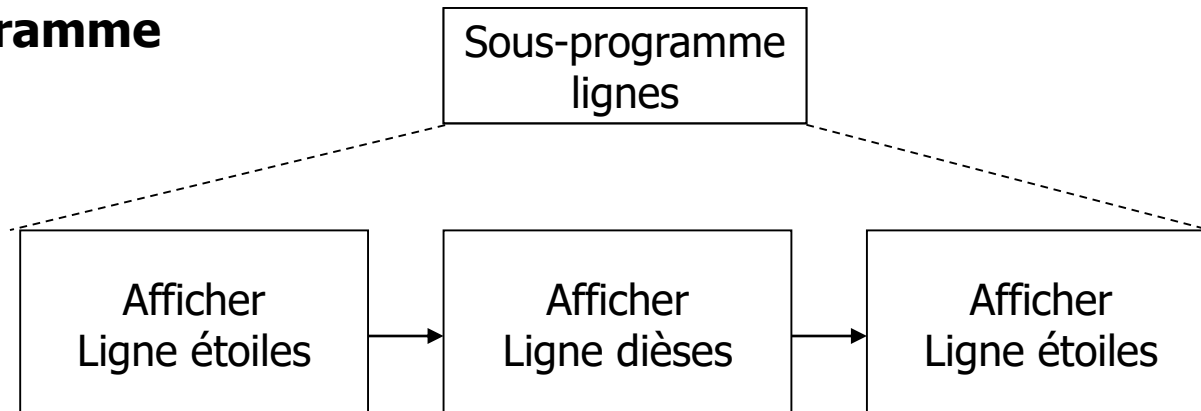 ramme
Sous-programme
lignes
Afficher
Ligne étoiles
Afficher
Ligne dièses
Afficher
Ligne étoiles